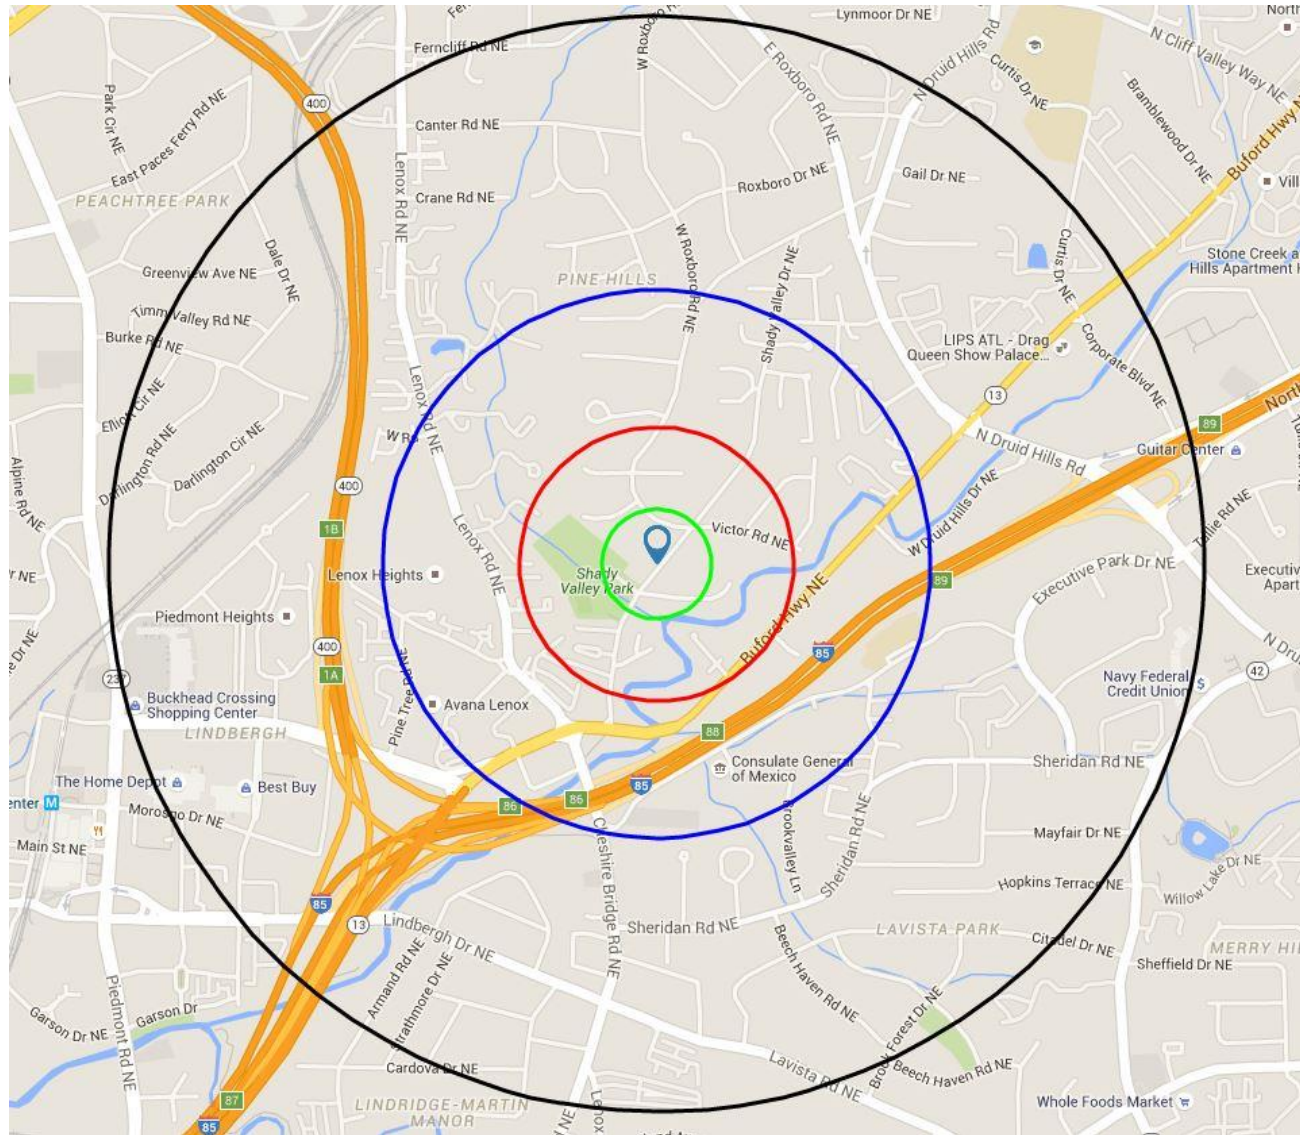 Lynmoor Dr NE
N Cliff Valley Way NE
Ferncliff Rd NE
W Roxboro Rd
E Roxboro Rd NE
N Druid Hills Rd
Curtis Dr NE
Bramblewood Dr NE
Buford Hwy N
Park Cir NE
East Paces Ferry Rd NE
400
Canter Rd NE
Lenox Rd NE
Crane Rd NE
Roxboro Dr NE
Gail Dr NE
Vill
PEACHTREE PARK
Dale Dr NE
Greenview Ave NE
PINE HILLS
W Roxboro Rd NE
Shady Valley Dr NE
Curtis Dr NE
Stone Creek a
Hills Apartment H
Timm Valley Rd NE
Burke Rd NE
LIPS ATL - Drag
Queen Show Palace...
Corporate Blvd NE
Elliott Cir NE
Lenox Rd NE
13
North
89
Darlington Rd NE
Darlington Cir NE
W Ro
N Druid Hills Rd
Guitar Center
Alpine Rd NE
400
1B
Lenox Rd NE
Victor Rd NE
W Druid Hills Dr NE
Tullie Rd NE
Lenox Heights
Shady
Valley Park
89
Executive Park Dr NE
Executiv
Apart
Piedmont Heights
400
1A
Buford Hwy NE
85
N Dru
42
237
Buckhead Crossing
Shopping Center
Pine Tree Dr NE
Avana Lenox
Navy Federal
Credit Union
LINDBERGH
88
The Home Depot
Best Buy
Consulate General
of Mexico
Sheridan Rd NE
enter
M
Morosgo Dr NE
86
86
85
Brookvalley Ln
Sheridan Rd NE
Main St NE
Cheshire Bridge Rd NE
Mayfair Dr NE
Hopkins Terrace NE
Willow Lake Dr NE
85
13
Lindbergh Dr NE
Sheridan Rd NE
LAVISTA PARK
Citadel Dr NE
MERRY HI
Sheffield Dr NE
Piedmont Rd NE
Armand Rd NE
Strathmore Dr NE
Beech Haven Rd NE
Garson Dr NE
Garson Dr
Cardova Dr NE
Lavista Rd NE
Brook Forest Dr NE
Beech Haven Rd NE
87
85
LINDRIDGE-MARTIN
MANOR
Lenox
Whole Foods Market